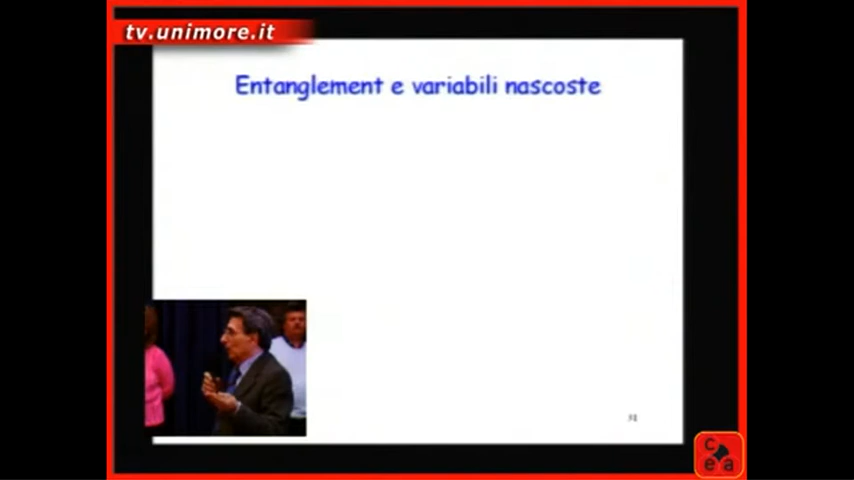 tv.unimore.it
Entanglement e variabili nascoste
c
e a